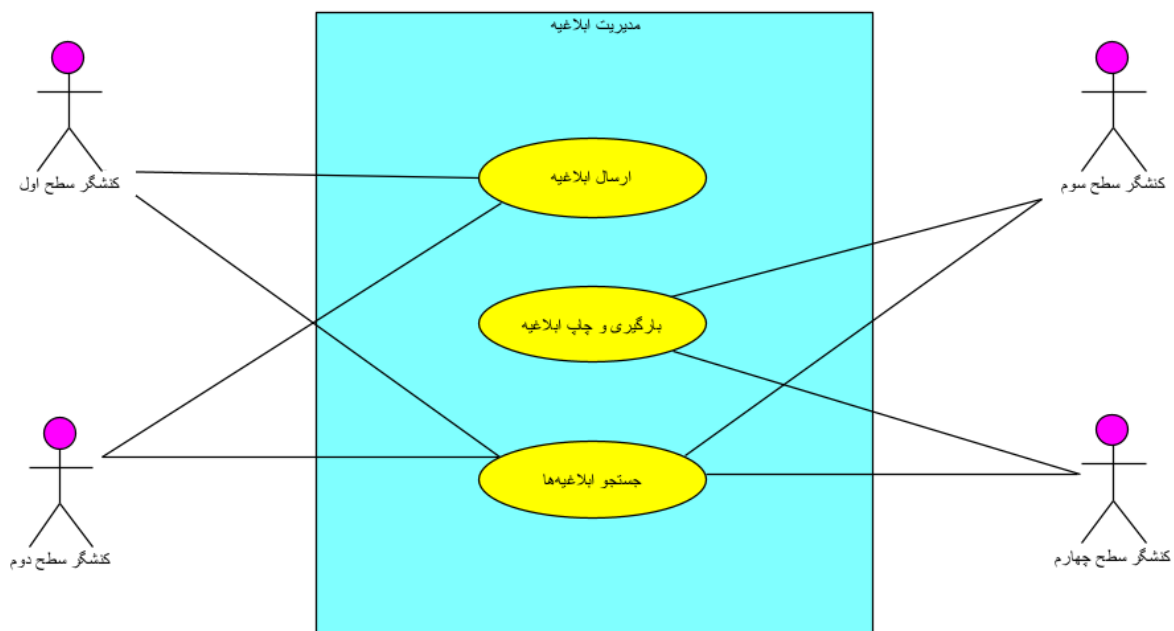 مدیریت ابلاغیه
ارسال ابلاغیه
کنشگر سطح اول
کنشگر سطح سوم
بارگیری و چاپ ابلاغیه
جستجو ابلاغیه‌ها
کنشگر سطح دوم
کنشگر سطح چهارم